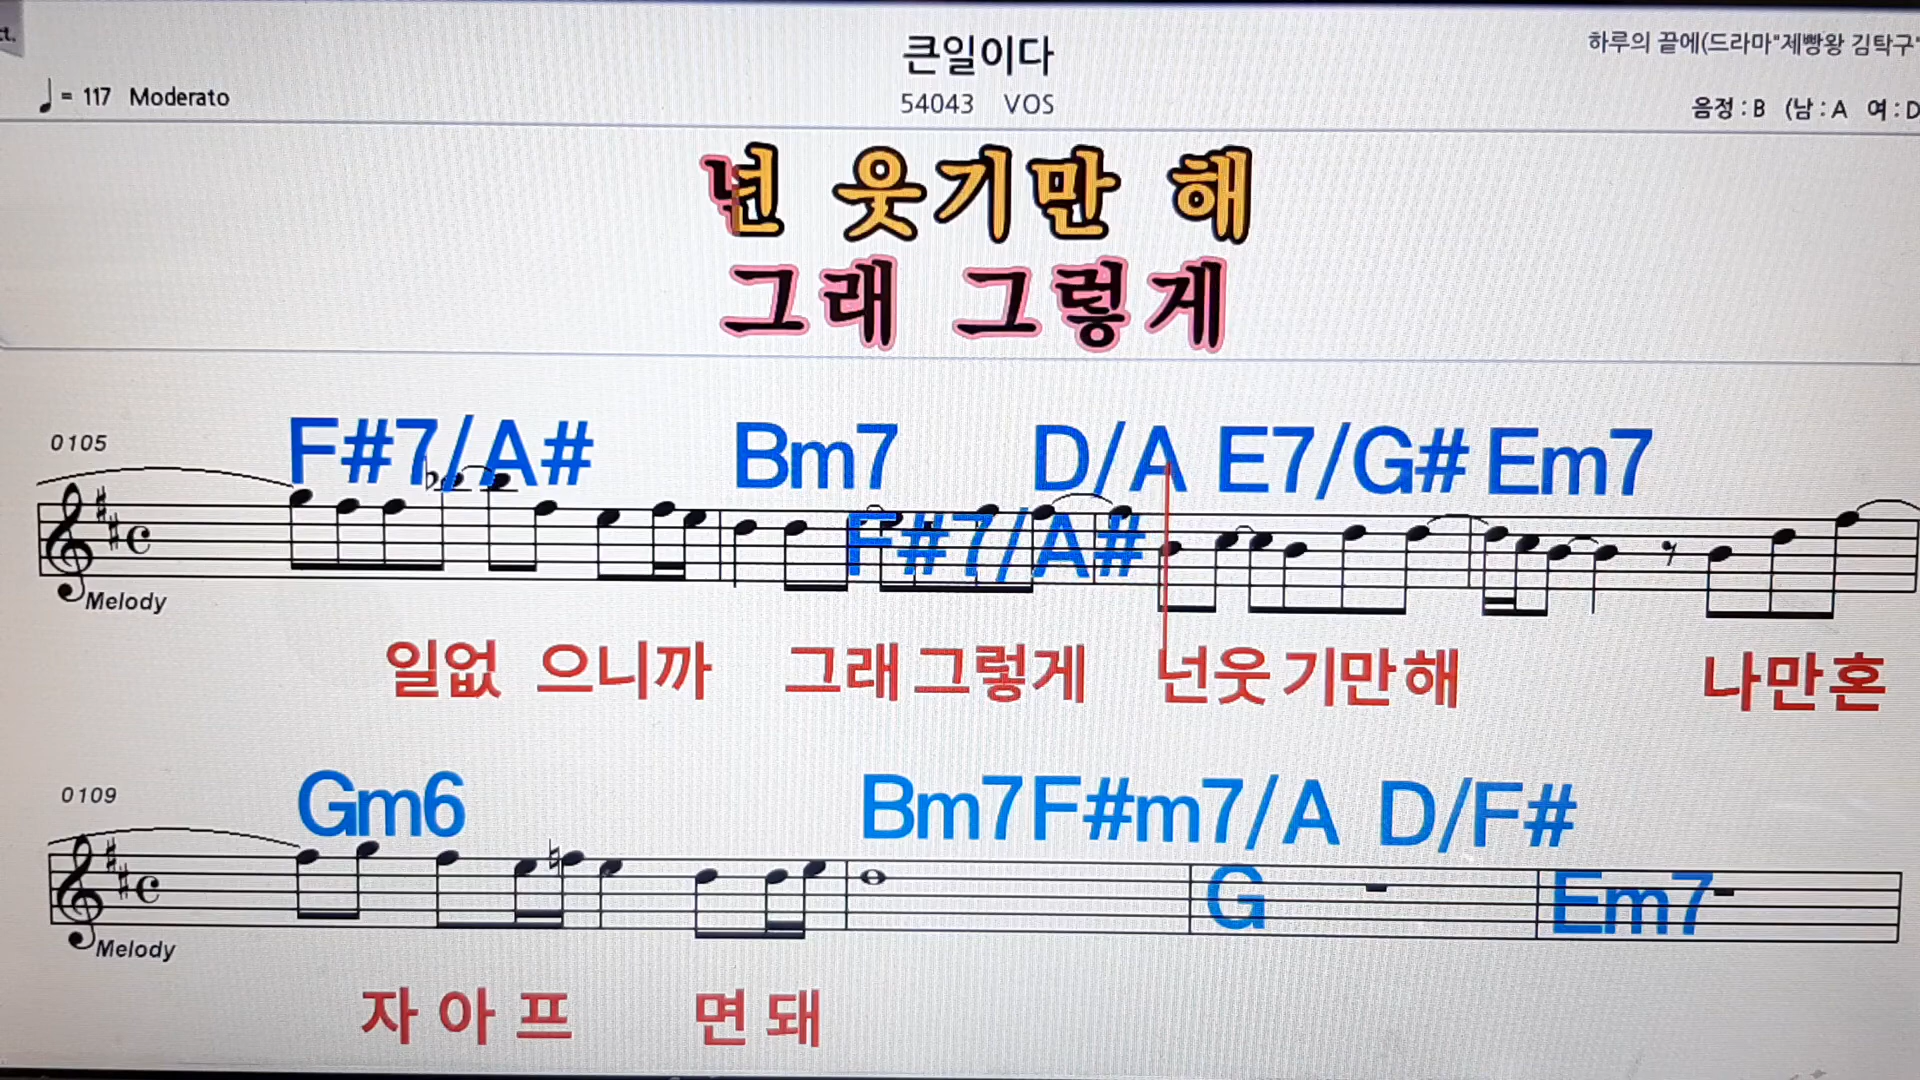 큰일이다
하루의 끝에(드라마"제빵왕 김탁구"
♩= 117 Moderato
54043 VOS
음정 : B (남 : A 여 : D
넌 웃기만 해
그래 그렇게
0105
F#7/A# Bm7 D/A E7/G# Em7
F#7/A#
Melody
일없 으니까 그래그렇게 넌웃기만해 나만혼
0109
Gm6 Bm7F#m7/A D/F#
G Em7
Melody
자 아 프 면 돼